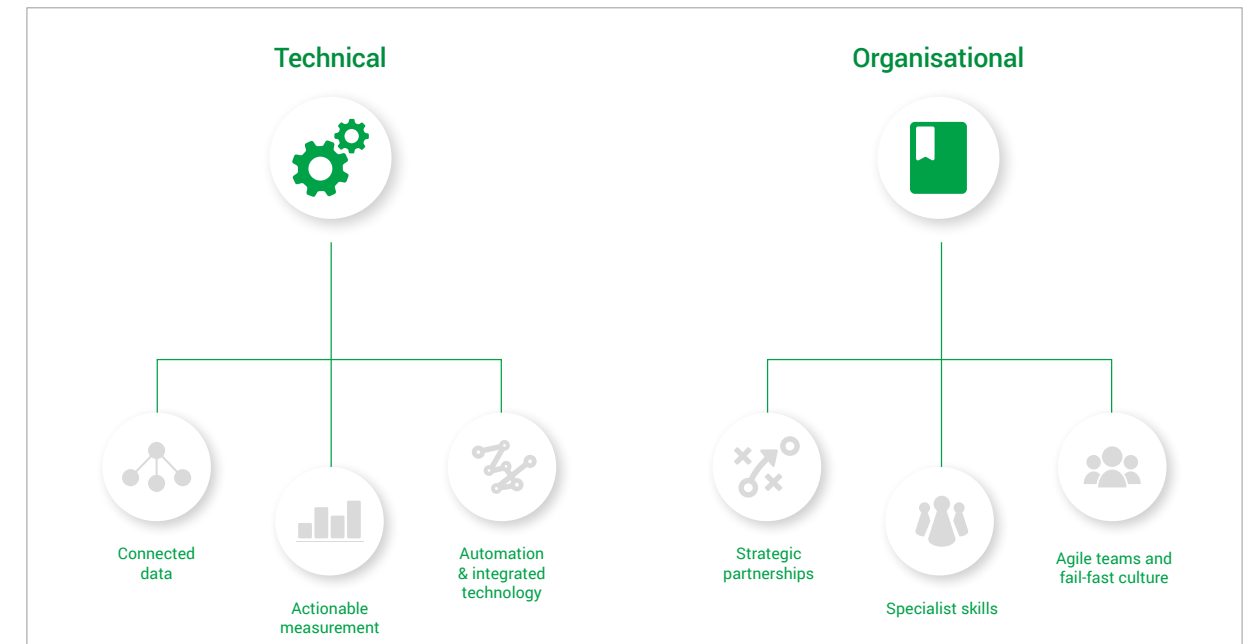 Technical
Organisational
Connected
data
Actionable
measurement
Automation
& integrated
technology
Strategic
partnerships
Specialist skills
Agile teams and
fail-fast culture